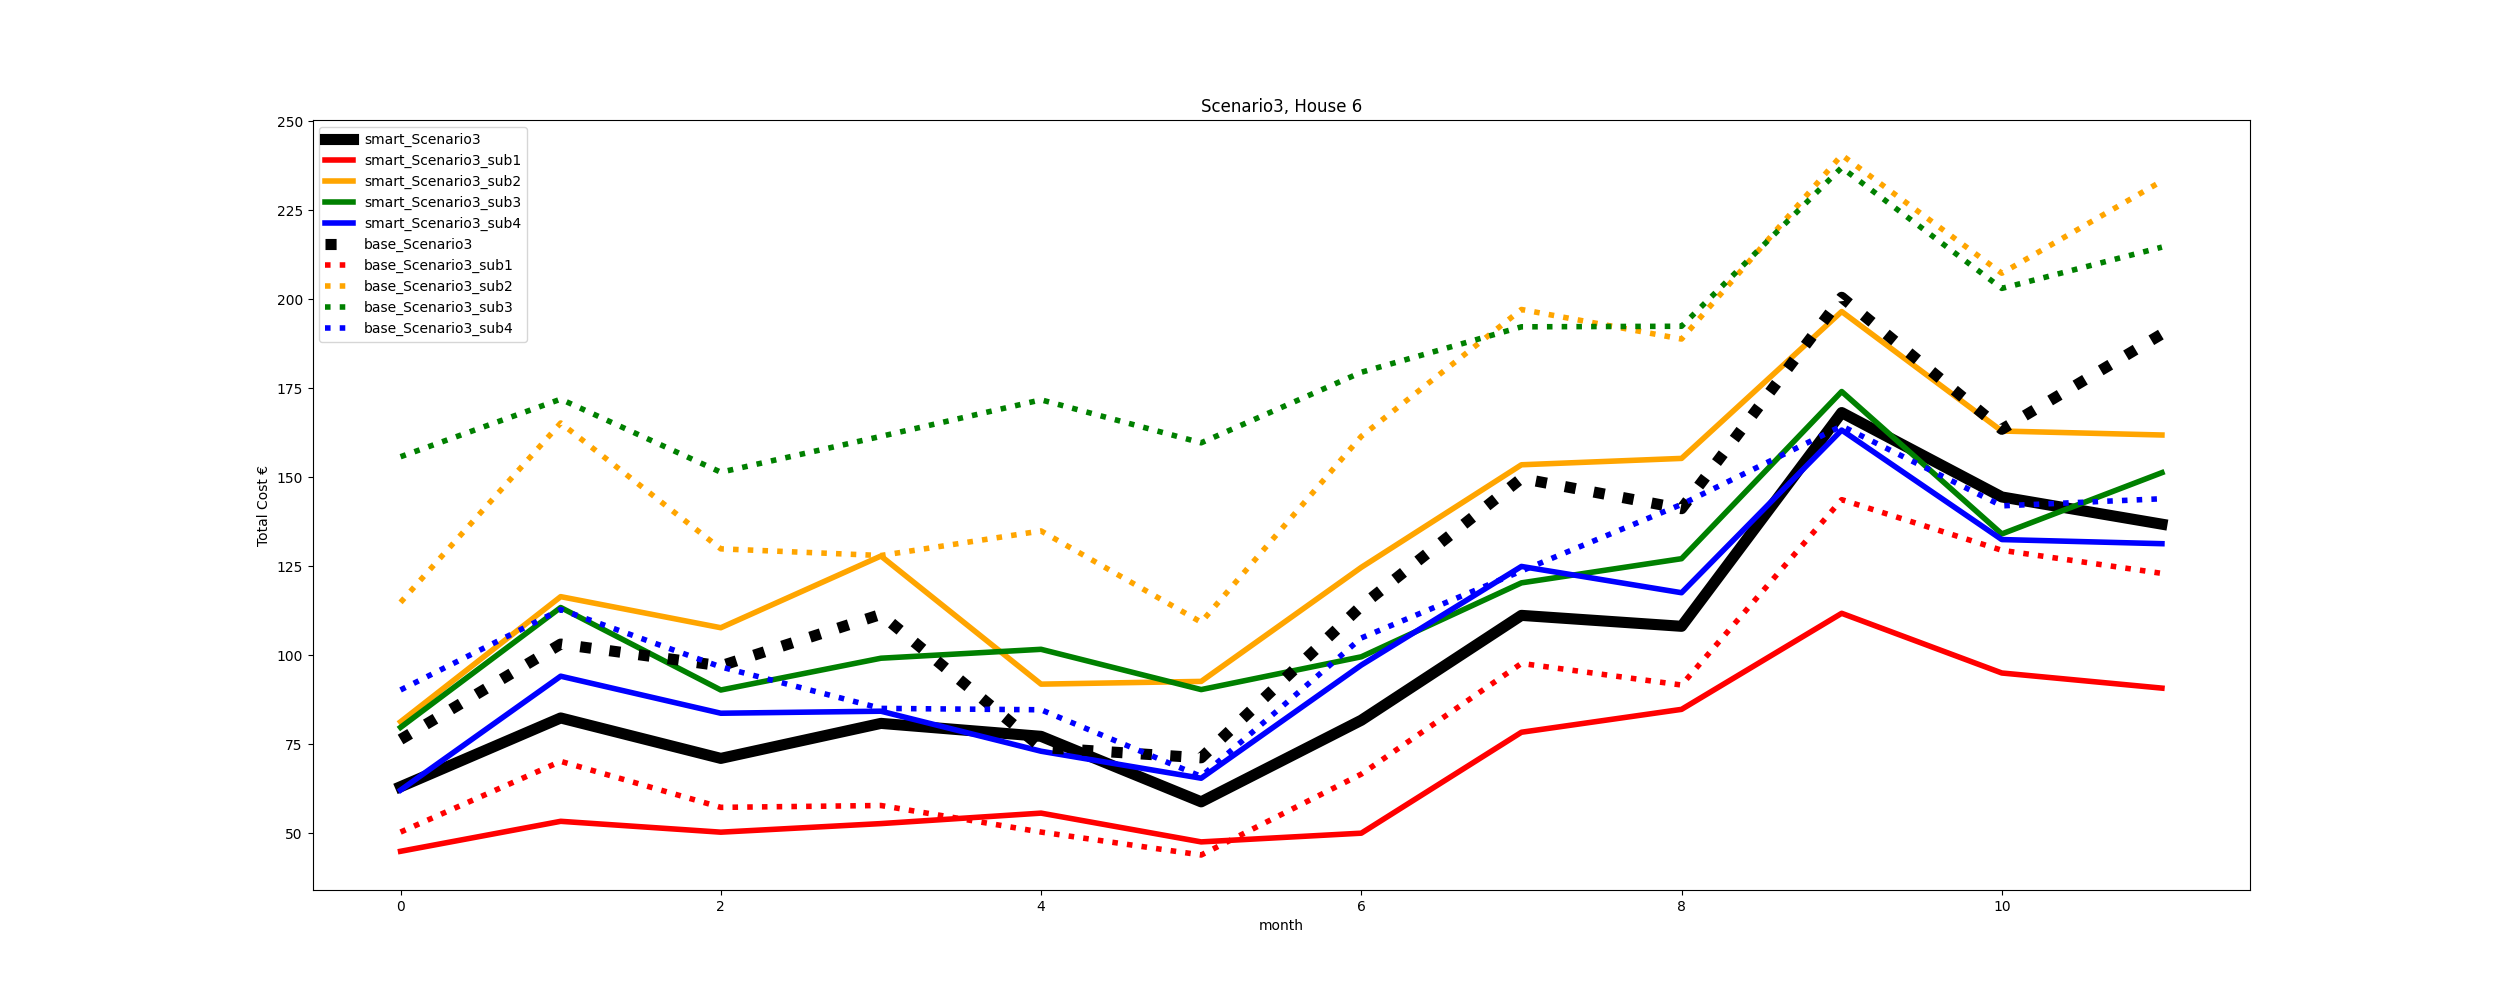 Scenario3, House 6
250
225
200
175
150
125
100
75
50
Total Cost €
smart_Scenario3
smart_Scenario3_sub1
smart_Scenario3_sub2
smart_Scenario3_sub3
smart_Scenario3_sub4
base_Scenario3
base_Scenario3_sub1
base_Scenario3_sub2
base_Scenario3_sub3
base_Scenario3_sub4
0 2 4 6 8 10
month